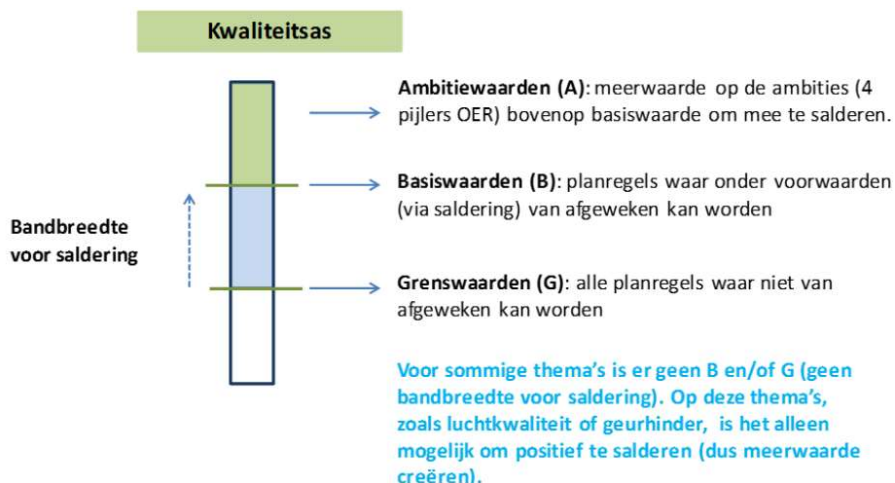 Kwaliteitsas
Ambitiewaarden (A): meerwaarde op de ambities (4
pijlers OER) bovenop basiswaarde om mee te salderen.
Basiswaarden (B): planregels waar onder voorwaarden
(via saldering) van afgeweken kan worden
Bandbreedte
voor saldering
Grenswaarden (G): alle planregels waar niet van
afgeweken kan worden
Voor sommige thema's is er geen B en/of G (geen
bandbreedte voor saldering). Op deze thema's,
zoals luchtkwaliteit of geurhinder, is het alleen
mogelijk om positief te salderen (dus meerwaarde
creëren).